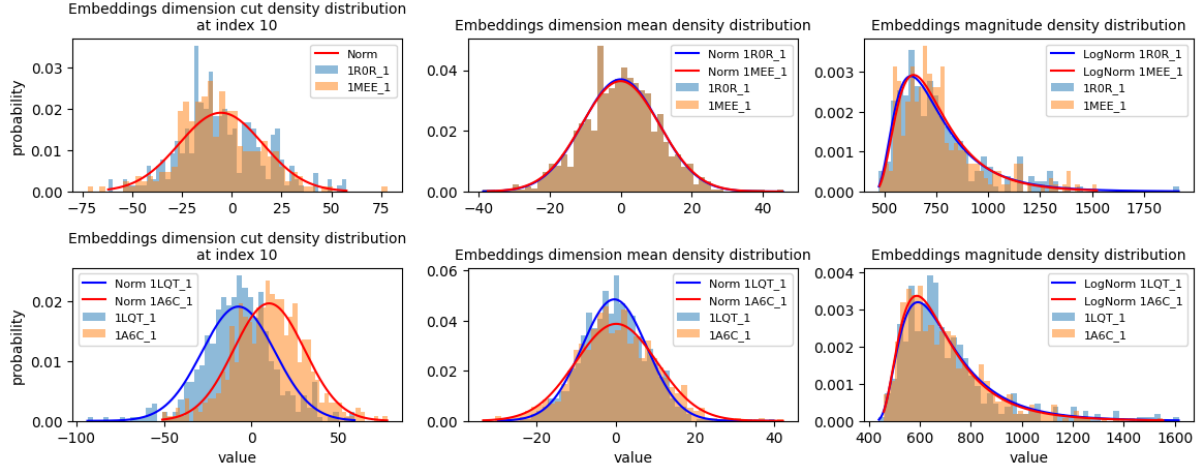 Embeddings dimension cut density distribution
at index 10
Embeddings dimension mean density distribution
Embeddings magnitude density distribution
probability
0.03
0.02
0.01
0.00
−75 −50 −25 0 25 50 75
Norm
1R0R_1
1MEE_1
0.04
0.02
0.00
−40 −20 0 20 40
Norm 1R0R_1
Norm 1MEE_1
1R0R_1
1MEE_1
0.003
0.002
0.001
0.000
500 750 1000 1250 1500 1750
LogNorm 1R0R_1
LogNorm 1MEE_1
1R0R_1
1MEE_1
Embeddings dimension cut density distribution
at index 10
Embeddings dimension mean density distribution
Embeddings magnitude density distribution
probability
0.02
0.01
0.00
−100 −50 0 50
value
Norm 1LQT_1
Norm 1A6C_1
1LQT_1
1A6C_1
0.06
0.04
0.02
0.00
−20 0 20 40
value
Norm 1LQT_1
Norm 1A6C_1
1LQT_1
1A6C_1
0.004
0.003
0.002
0.001
0.000
400 600 800 1000 1200 1400 1600
value
LogNorm 1LQT_1
LogNorm 1A6C_1
1LQT_1
1A6C_1